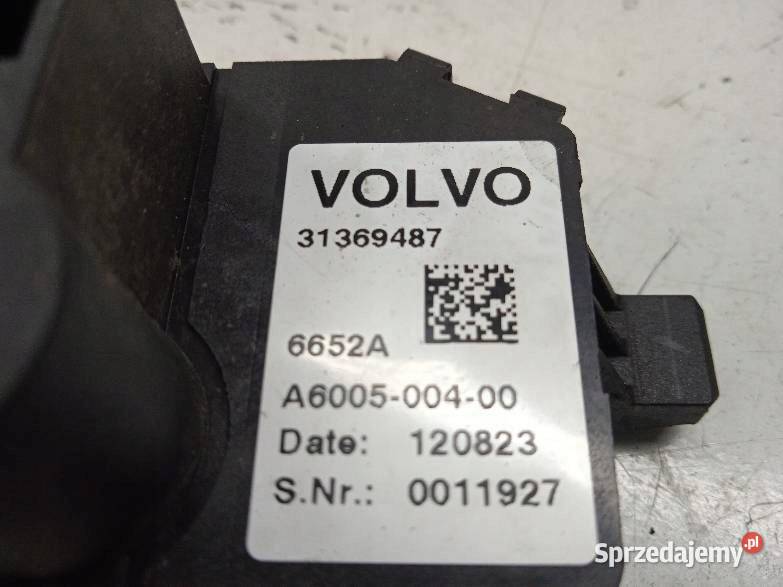 VOLVO
31369487
6652A
A6005-004-00
Date: 120823
S.Nr.: 0011927
Sprzedajemy.pl